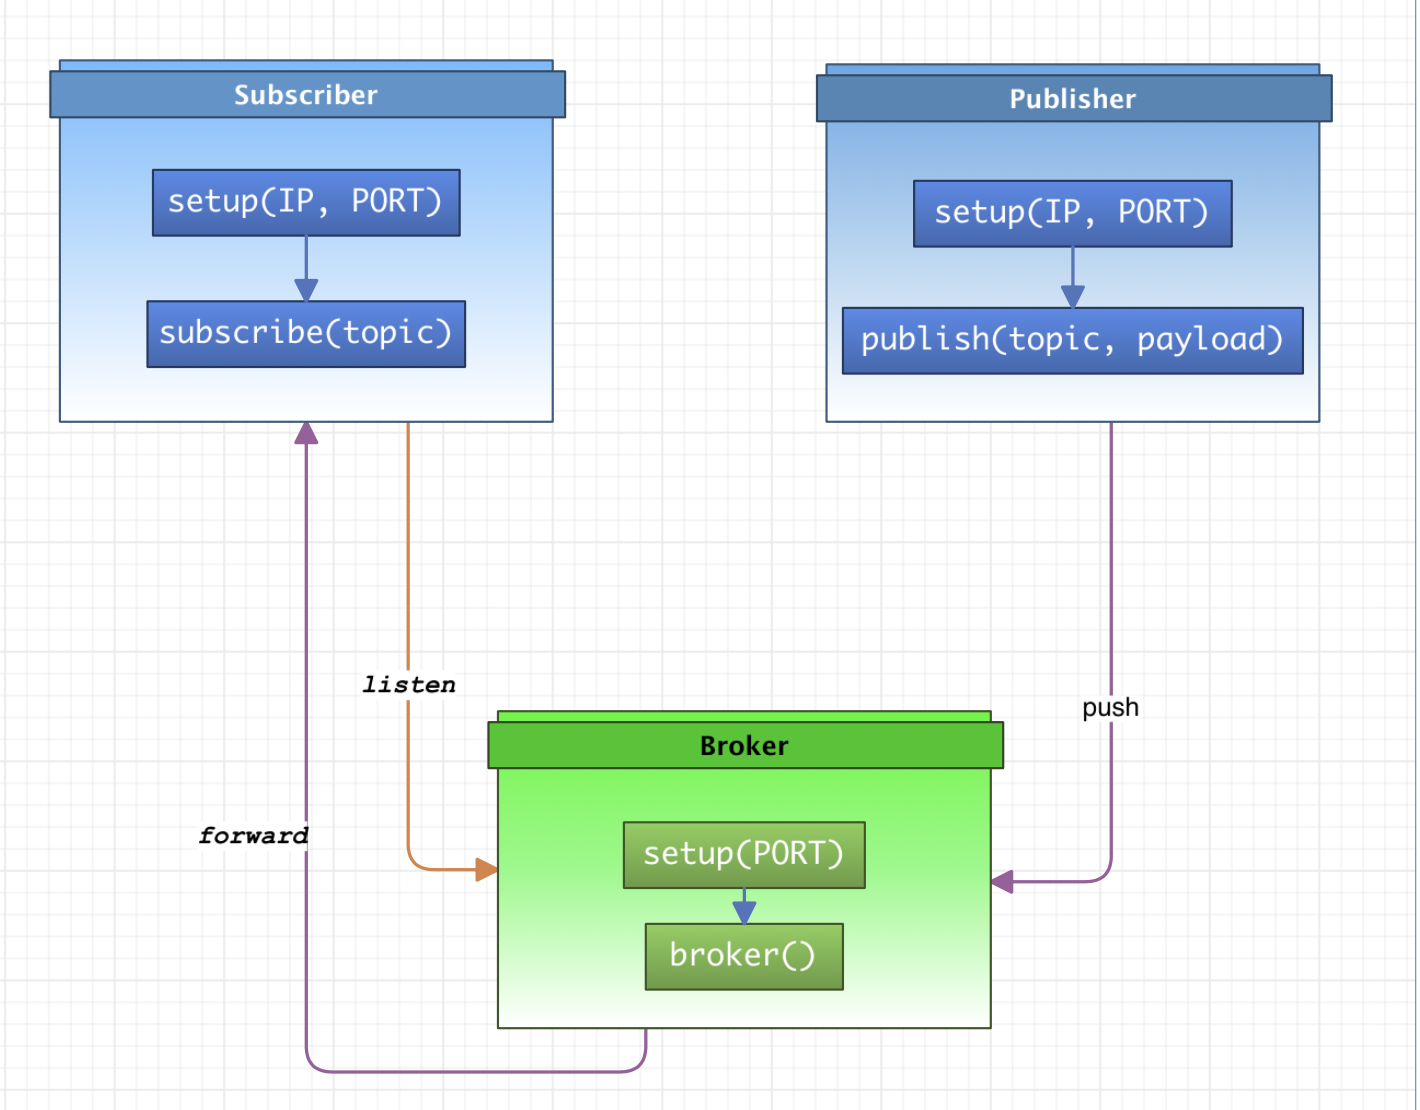 Subscriber
setup(IP, PORT)
subscribe(topic)
Publisher
setup(IP, PORT)
publish(topic, payload)
listen
push
forward
Broker
setup(PORT)
broker()